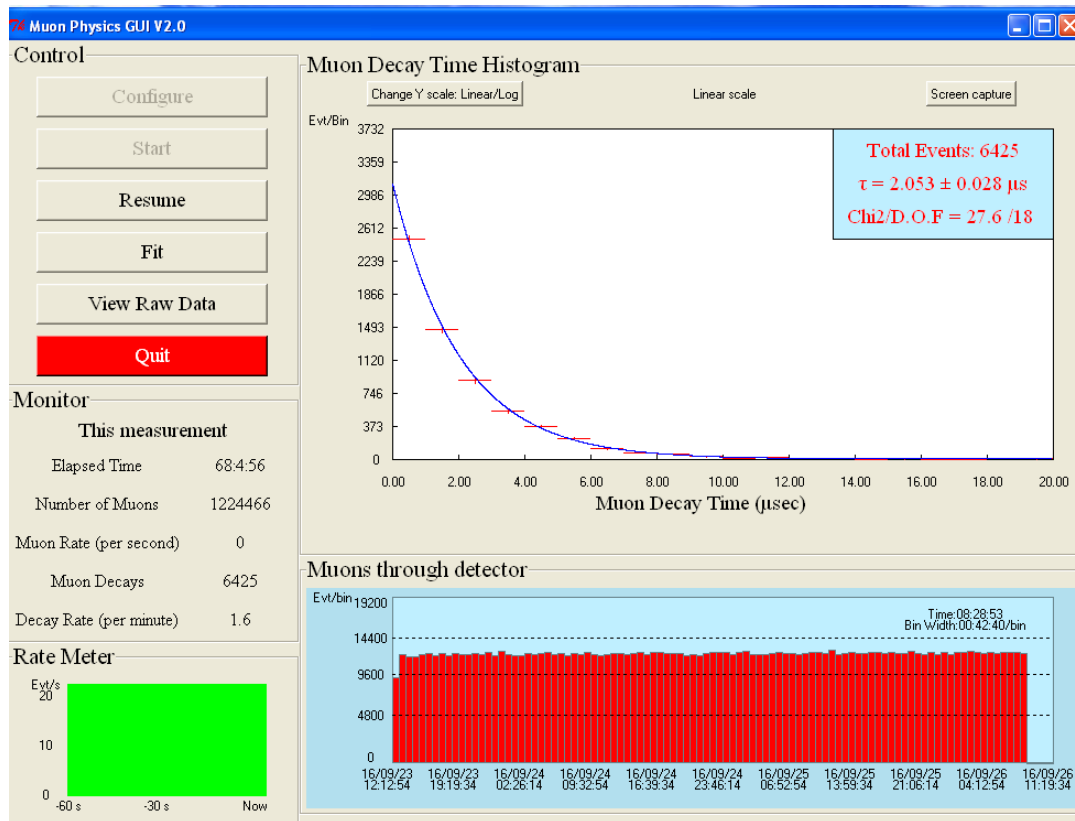 Muon Physics GUI V2.0
Control
Configure
Start
Resume
Fit
View Raw Data
Quit
Monitor
This measurement
Elapsed Time 68:4:56
Number of Muons 1224466
Muon Rate (per second) 0
Muon Decays 6425
Decay Rate (per minute) 1.6
Rate Meter
Evt/s
20
10
0
-60 s -30 s Now
Muon Decay Time Histogram
Change Y scale: Linear/Log Linear scale Screen capture
Evt/Bin
3732
3359
2986
2612
2239
1866
1493
1120
746
373
0
Total Events: 6425
τ = 2.053 ± 0.028 μs
Chi2/D.O.F = 27.6 /18
0.00 2.00 4.00 6.00 8.00 10.00 12.00 14.00 16.00 18.00 20.00
Muon Decay Time (μsec)
Muons through detector
Evt/bin
19200
14400
9600
4800
0
Time:08:28:53
Bin Width:00:42:40/bin
16/09/23 16/09/23 16/09/24 16/09/24 16/09/24 16/09/24 16/09/25 16/09/25 16/09/25 16/09/26 16/09/26
12:12:54 19:19:34 02:26:14 09:32:54 16:39:34 23:46:14 06:52:54 13:59:34 21:06:14 04:12:54 11:19:34